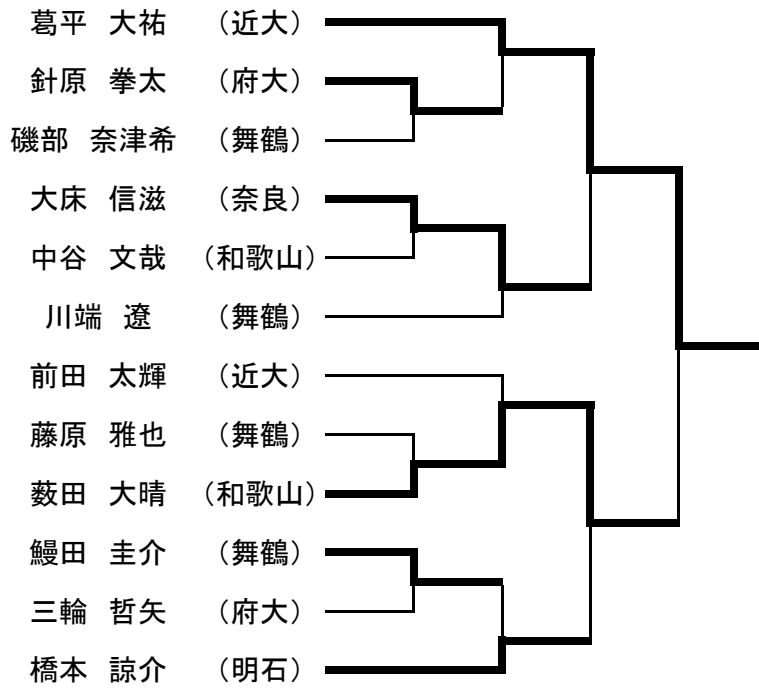 葛平 大祐 （近大）
針原 拳太 （府大）
磯部 奈津希 （舞鶴）
大床 信滋 （奈良）
中谷 文哉 （和歌山）
川端 遼 （舞鶴）
前田 太輝 （近大）
藤原 雅也 （舞鶴）
薮田 大晴 （和歌山）
鰻田 圭介 （舞鶴）
三輪 哲矢 （府大）
橋本 諒介 （明石）